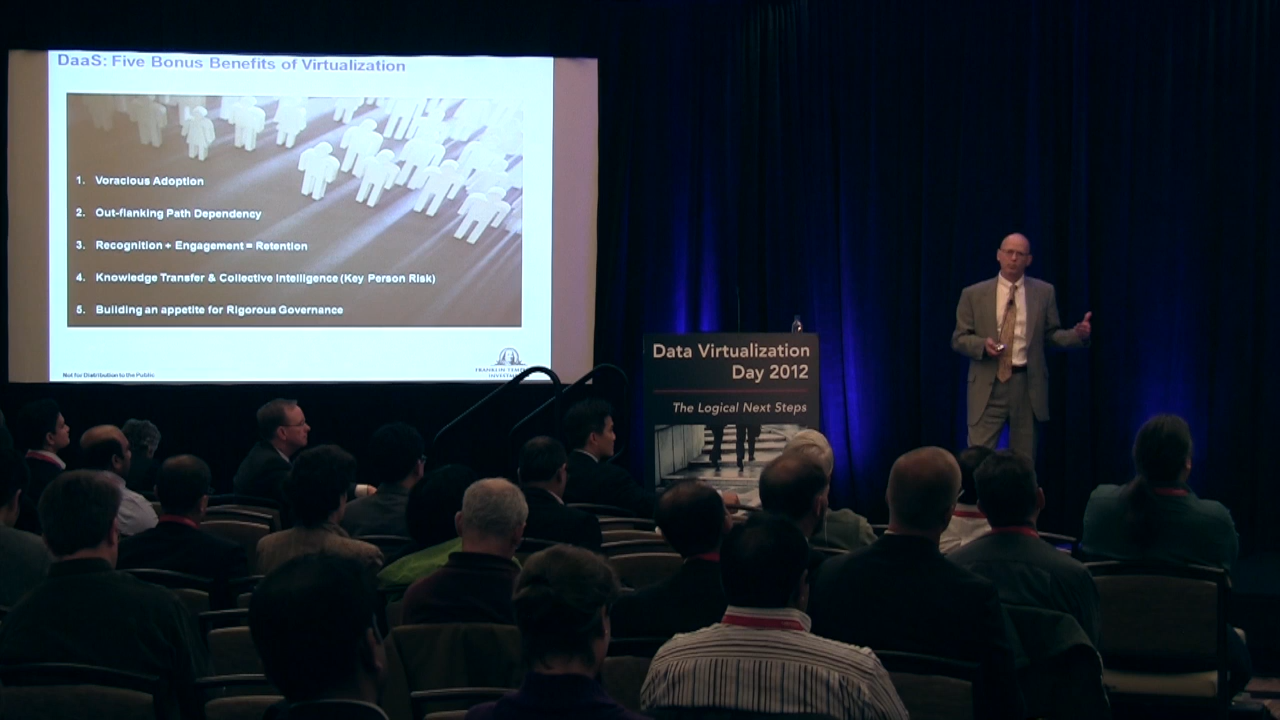 DaaS: Five Bonus Benefits of Virtualization
1. Voracious Adoption
2. Out-flanking Path Dependency
3. Recognition + Engagement = Retention
4. Knowledge Transfer & Collective Intelligence (Key Person Risk)
5. Building an appetite for Rigorous Governance
Not for Distribution to the Public
FRANKLIN
Data Virtualization
Day 2012
The Logical Next Steps